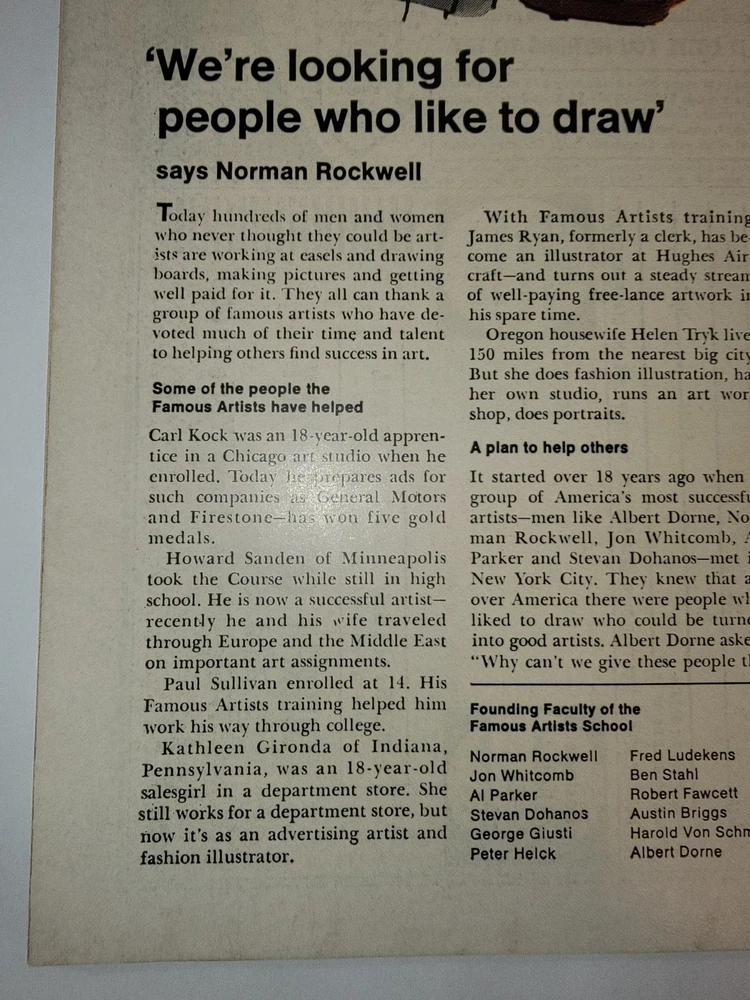 ‘We’re looking for
people who like to draw’
says Norman Rockwell
Today hundreds of men and women
who never thought they could be art-
ists are working at easels and drawing
boards, making pictures and getting
well paid for it. They all can thank a
group of famous artists who have de-
voted much of their time and talent
to helping others find success in art.
Some of the people the
Famous Artists have helped
Carl Kock was an 18-year-old appren-
tice in a Chicago art studio when he
enrolled. Today he prepares ads for
such companies as General Motors
and Firestone—has won five gold
medals.
Howard Sanden of Minneapolis
took the Course while still in high
school. He is now a successful artist—
recently he and his wife traveled
through Europe and the Middle East
on important art assignments.
Paul Sullivan enrolled at 14. His
Famous Artists training helped him
work his way through college.
Kathleen Gironda of Indiana,
Pennsylvania, was an 18-year-old
salesgirl in a department store. She
still works for a department store, but
now it’s as an advertising artist and
fashion illustrator.
With Famous Artists training
James Ryan, formerly a clerk, has be-
come an illustrator at Hughes Air-
craft—and turns out a steady stream
of well-paying free-lance artwork in
his spare time.
Oregon housewife Helen Tryk live
150 miles from the nearest big city
But she does fashion illustration, ha
her own studio, runs an art wor
shop, does portraits.
A plan to help others
It started over 18 years ago when
group of America’s most successfu
artists—men like Albert Dorne, No
man Rockwell, Jon Whitcomb, A
Parker and Stevan Dohanos—met i
New York City. They knew that a
over America there were people wh
liked to draw who could be turne
into good artists. Albert Dorne aske
“Why can’t we give these people th
Founding Faculty of the
Famous Artists School
Norman Rockwell
Jon Whitcomb
Al Parker
Stevan Dohanos
George Giusti
Peter Helck
Fred Ludekens
Ben Stahl
Robert Fawcett
Austin Briggs
Harold Von Schm
Albert Dorne